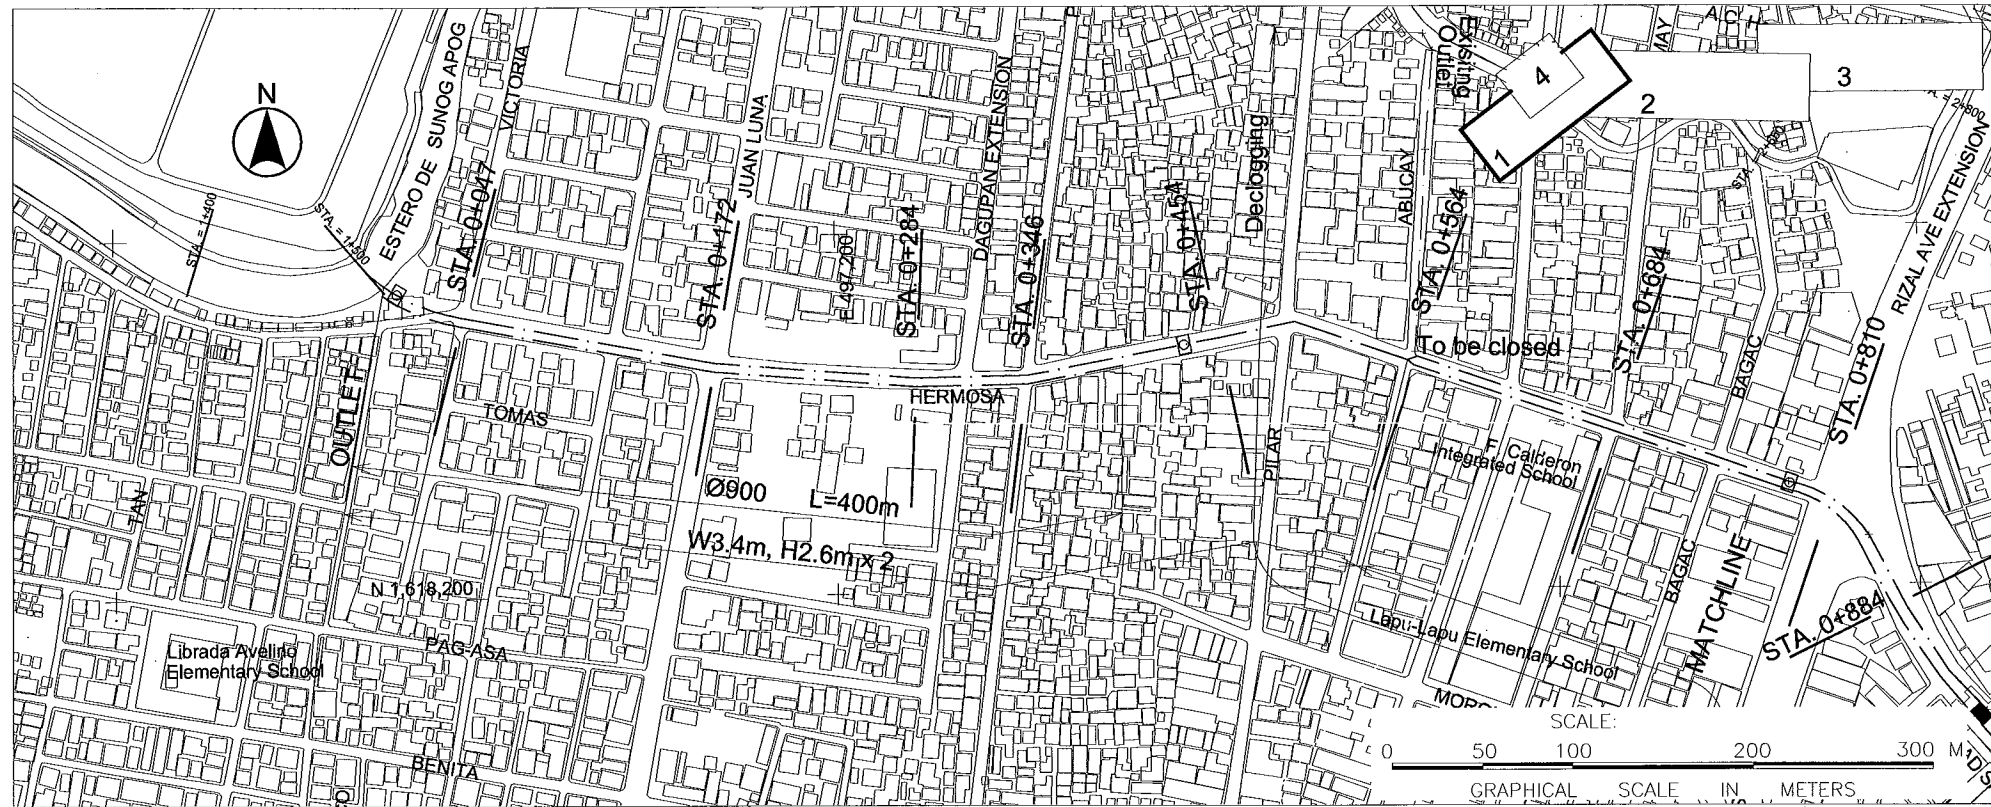 N
ESTERO DE SUNOG APOG
VICTORIA
STA. 0+047
STA. = 1+400
STA. = 1+500
JUAN LUNA
STA. 0+172
E 497,200
STA. 0+284
DAGUPAN EXTENSION
STA. 0+346
STA. 0+454
Declogging
ABUCAY
STA. 0+564
Existing
Outlet
1
2
3
4
MAY
A.C.H
STA. 0+684
BAGAC
STA. 0+810
RIZAL AVE EXTENSION
2+800
To be closed
HERMOSA
OUTLET
TOMAS
TAN
PILAR
F. Calderon
Integrated School
Ø900 L=400m
W3.4m, H2.6m x 2
N 1,618,200
BAGAC
MATCHLINE
STA. 0+884
Librada Avelino
Elementary School
PAG-ASA
Lapu-Lapu Elementary School
BENITA
SCALE:
0 50 100 200 300 M.
GRAPHICAL SCALE IN METERS